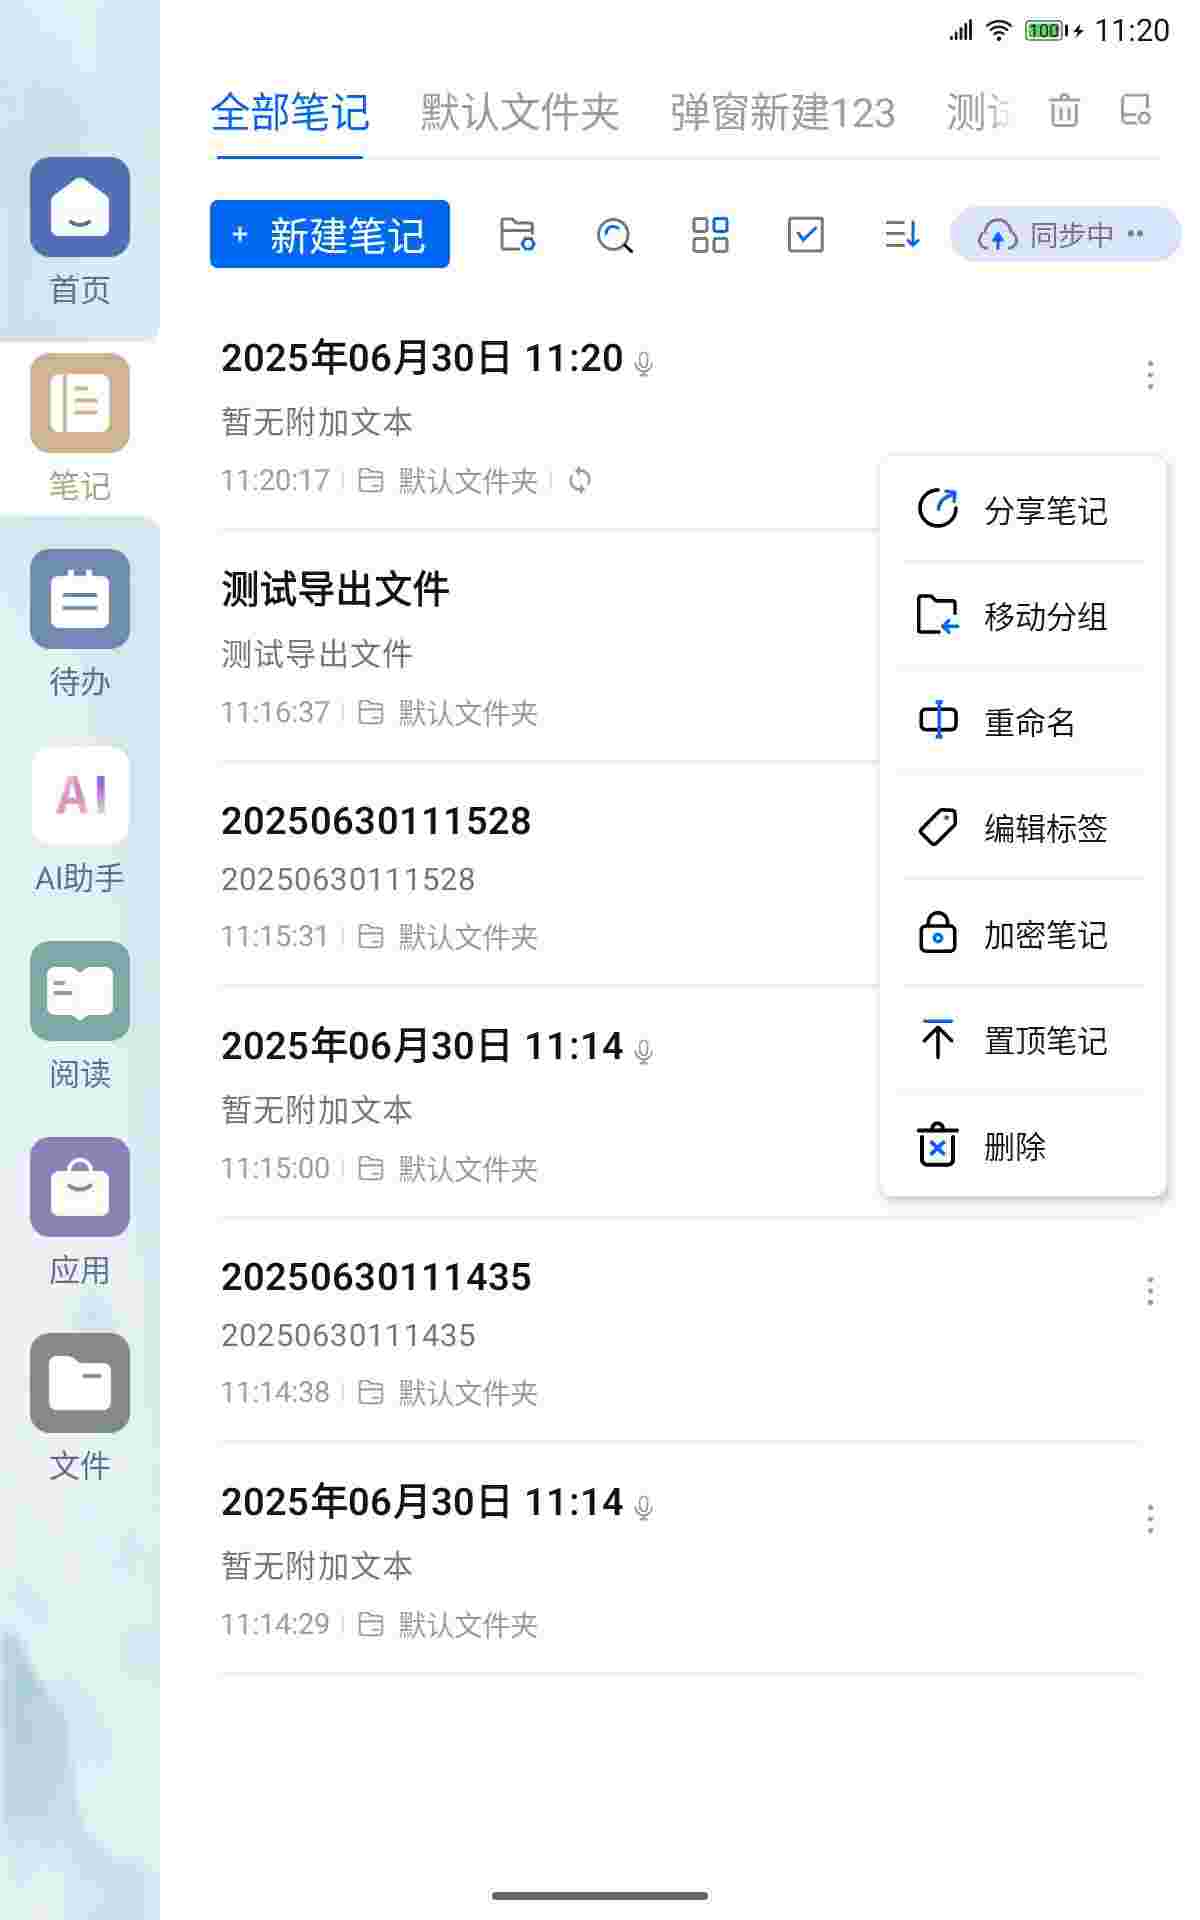 100 11:20
全部笔记 默认文件夹 弹窗新建123 测
+ 新建笔记 同步中
首页
笔记
待办
AI
AI助手
阅读
应用
文件
2025年06月30日 11:20
暂无附加文本
11:20:17 默认文件夹
测试导出文件
测试导出文件
11:16:37 默认文件夹
20250630111528
20250630111528
11:15:31 默认文件夹
2025年06月30日 11:14
暂无附加文本
11:15:00 默认文件夹
20250630111435
20250630111435
11:14:38 默认文件夹
2025年06月30日 11:14
暂无附加文本
11:14:29 默认文件夹
分享笔记
移动分组
重命名
编辑标签
加密笔记
置顶笔记
删除